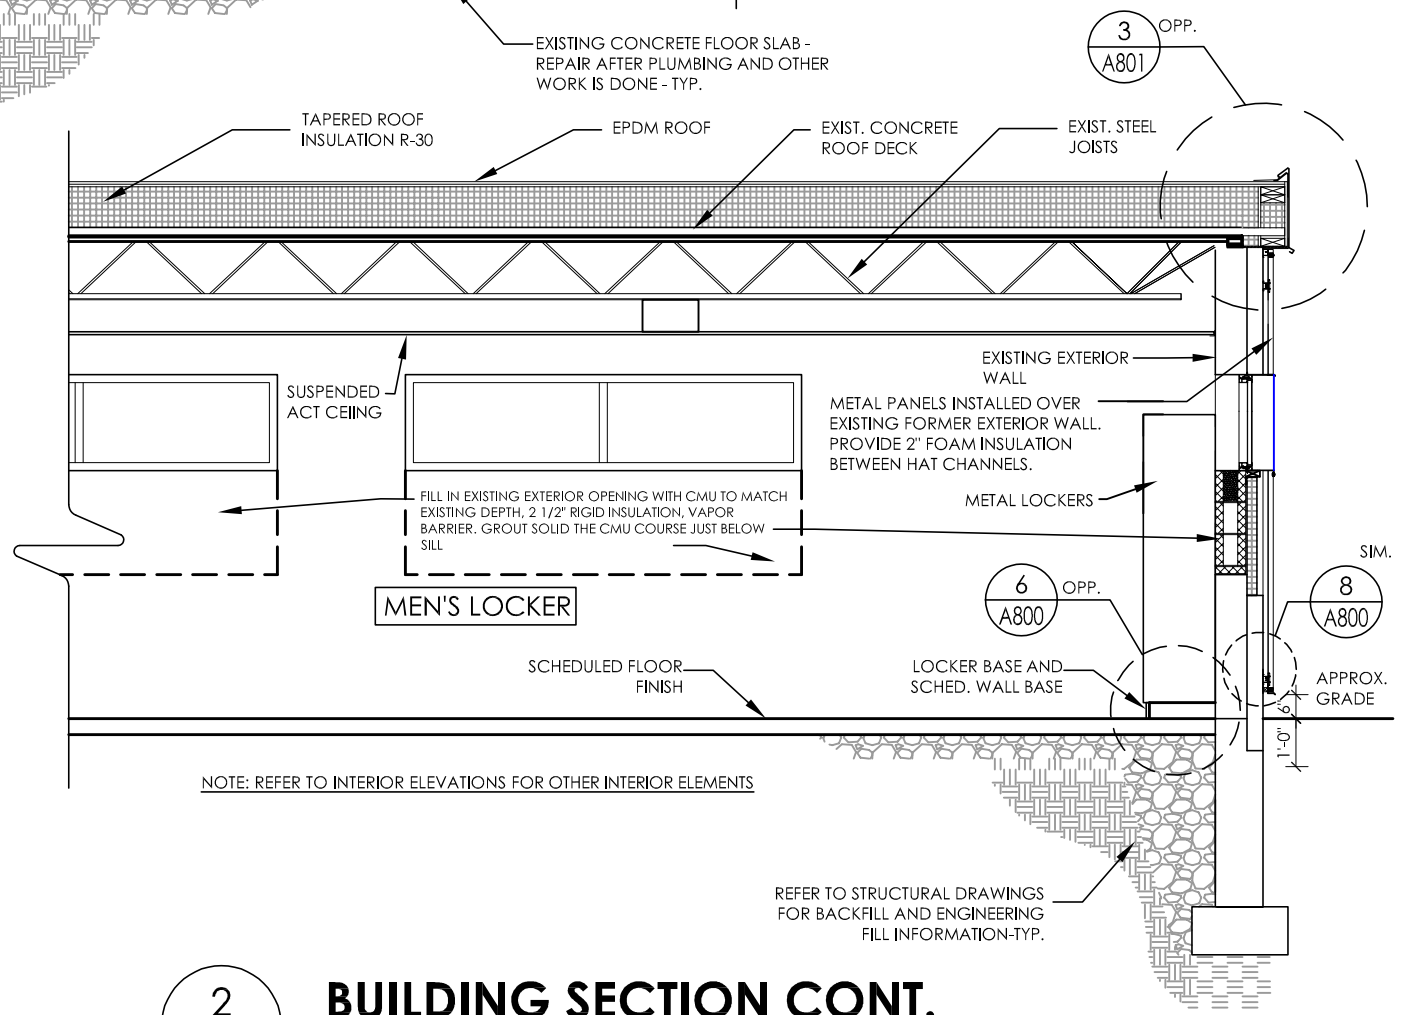 EXISTING CONCRETE FLOOR SLAB -
REPAIR AFTER PLUMBING AND OTHER
WORK IS DONE - TYP.
3
A801
OPP.
TAPERED ROOF
INSULATION R-30
EPDM ROOF
EXIST. CONCRETE
ROOF DECK
EXIST. STEEL
JOISTS
SUSPENDED
ACT CEIING
EXISTING EXTERIOR
WALL
METAL PANELS INSTALLED OVER
EXISTING FORMER EXTERIOR WALL.
PROVIDE 2" FOAM INSULATION
BETWEEN HAT CHANNELS.
METAL LOCKERS
FILL IN EXISTING EXTERIOR OPENING WITH CMU TO MATCH
EXISTING DEPTH, 2 1/2" RIGID INSULATION, VAPOR
BARRIER. GROUT SOLID THE CMU COURSE JUST BELOW
SILL
MEN'S LOCKER
6
A800
OPP.
SIM.
8
A800
SCHEDULED FLOOR
FINISH
LOCKER BASE AND
SCHED. WALL BASE
APPROX.
GRADE
6"
1'-0"
NOTE: REFER TO INTERIOR ELEVATIONS FOR OTHER INTERIOR ELEMENTS
REFER TO STRUCTURAL DRAWINGS
FOR BACKFILL AND ENGINEERING
FILL INFORMATION-TYP.
2
BUILDING SECTION CONT.